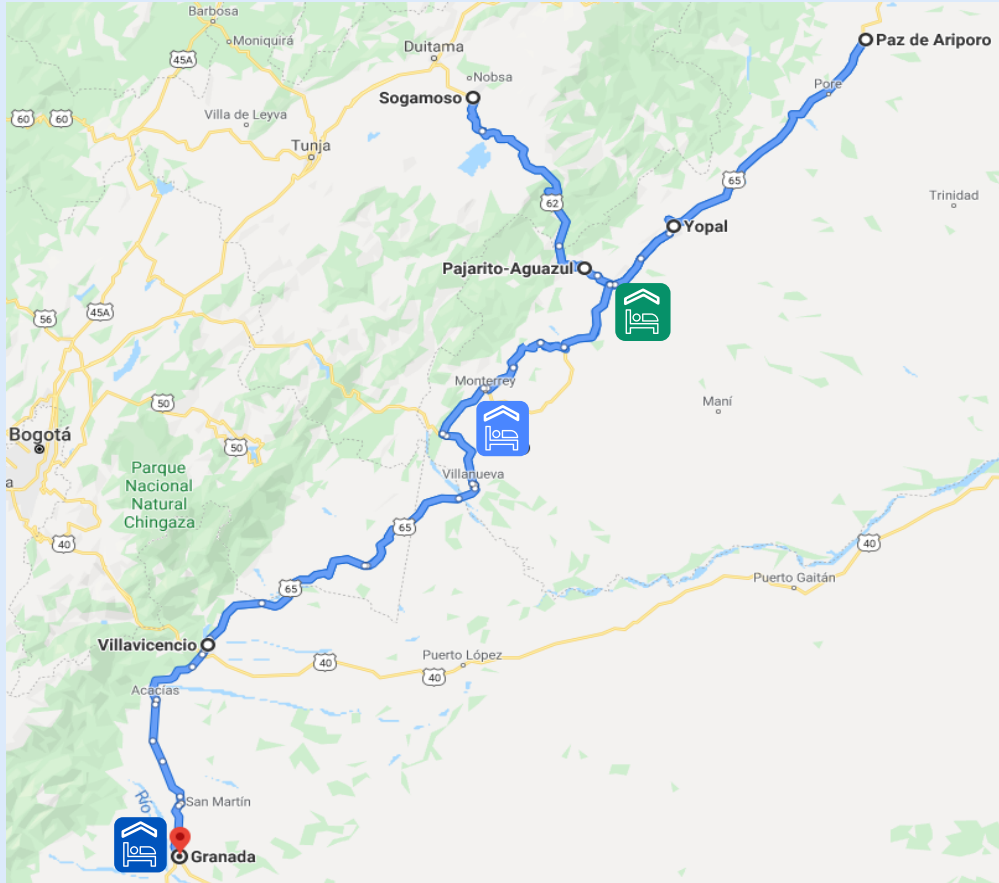 Barbosa
Moniquirá
Paz de Ariporo
Duitama
45A
Nobsa
Pore
Sogamoso
60
60
Villa de Leyva
Tunja
65
Trinidad
62
Yopal
Pajarito-Aguazul
45A
56
Monterrey
50
Maní
Bogotá
50
Villanueva
Parque
Nacional
Natural
Chingaza
a
65
40
40
Puerto Gaitán
65
Villavicencio
Puerto López
40
40
Acacías
Río
San Martín
Granada